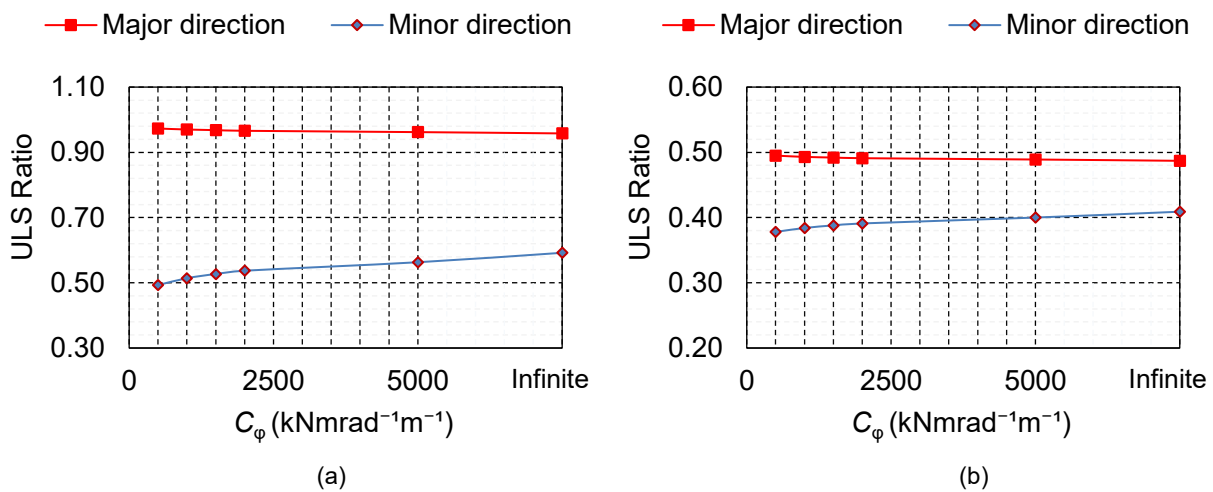 Major direction Minor direction
ULS Ratio
1.10
0.90
0.70
0.50
0.30
0 2500 5000 Infinite
Cφ (kNmrad⁻¹m⁻¹)
(a)
Major direction Minor direction
ULS Ratio
0.60
0.50
0.40
0.30
0.20
0 2500 5000 Infinite
Cφ (kNmrad⁻¹m⁻¹)
(b)